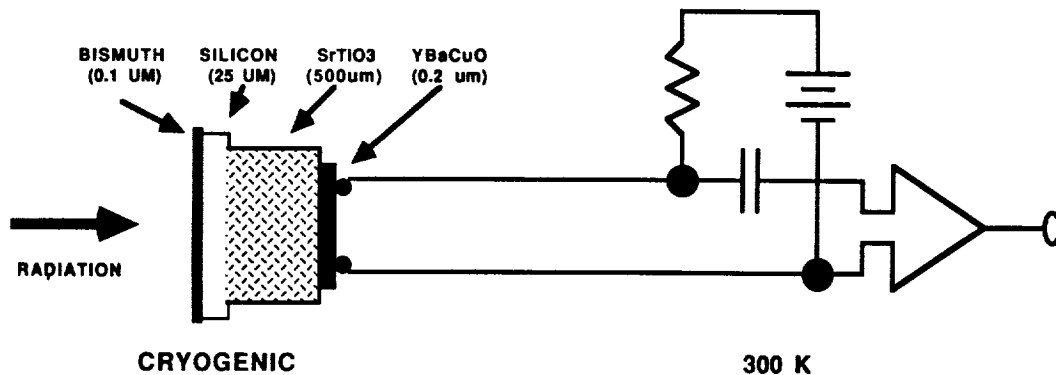 BISMUTH SILICON SrTiO3 YBaCuO
(0.1 UM) (25 UM) (500um) (0.2 um)
RADIATION
CRYOGENIC 300 K